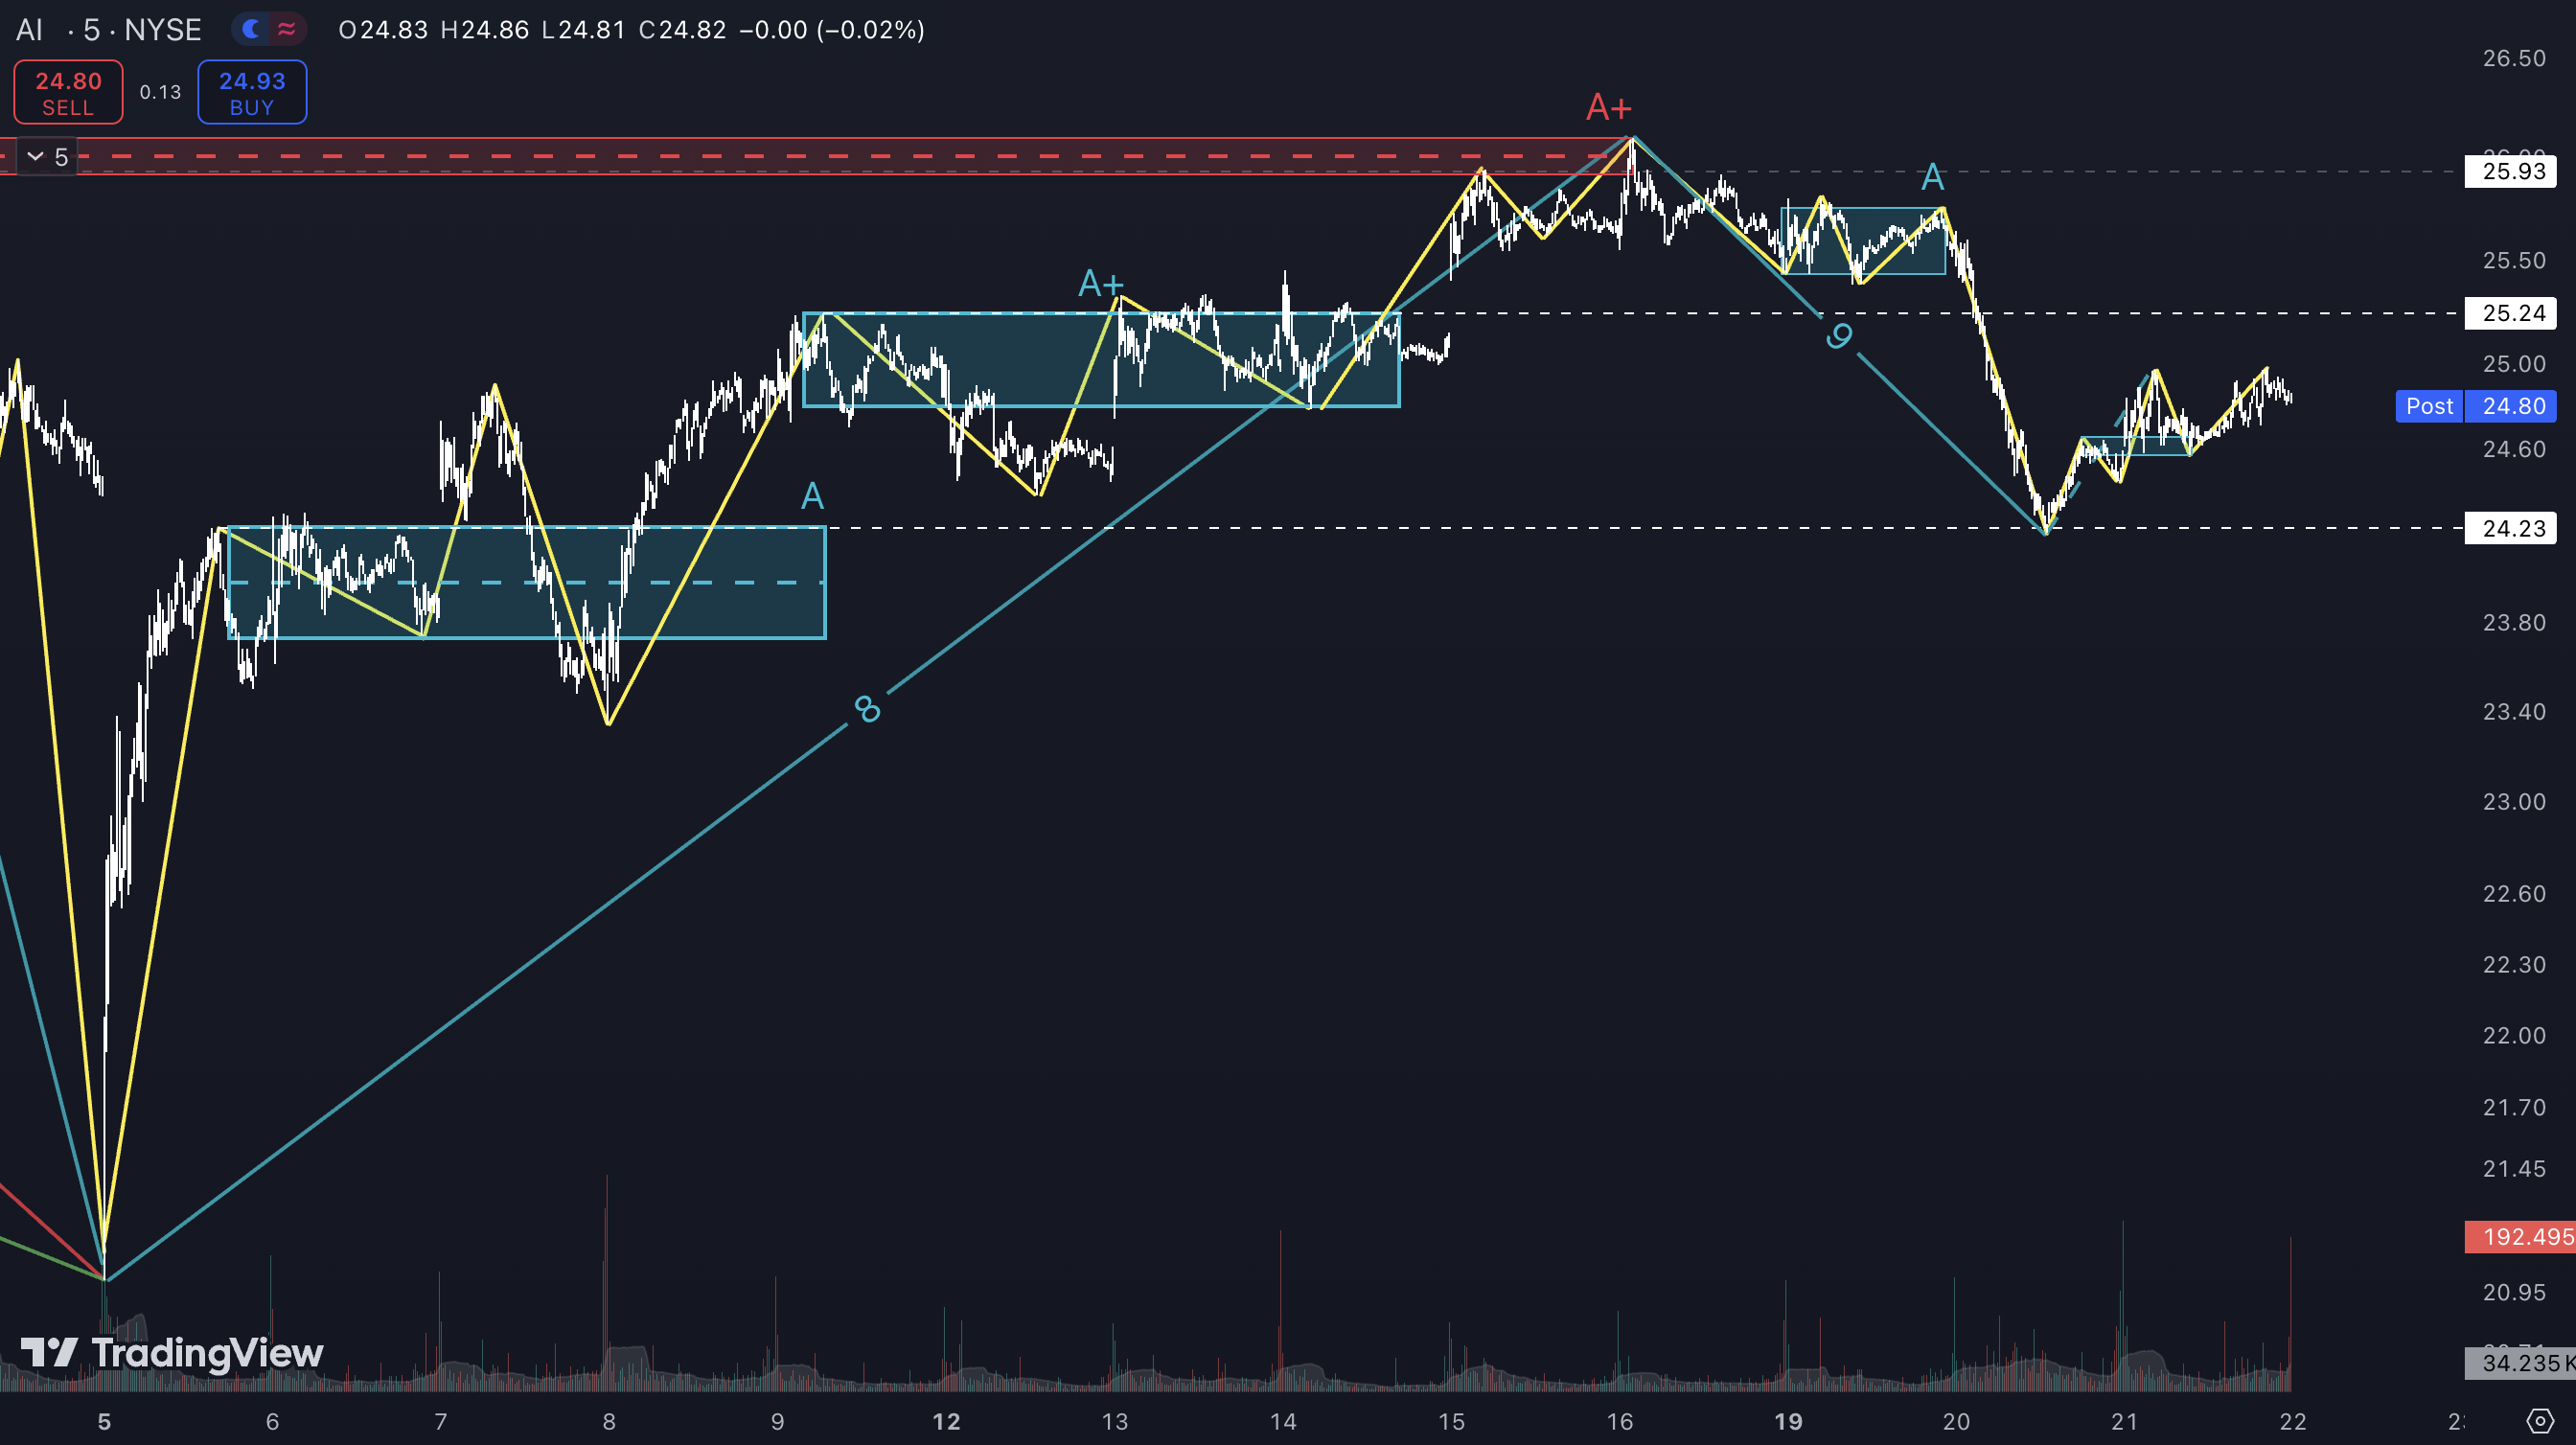 AI · 5 · NYSE O24.83 H24.86 L24.81 C24.82 −0.00 (−0.02%)
24.80 SELL
0.13
24.93 BUY
5
A+
A
A+
A
8
9
26.50
25.93
25.50
25.24
25.00
Post 24.80
24.60
24.23
23.80
23.40
23.00
22.60
22.30
22.00
21.70
21.45
192.495
20.95
34.235K
TradingView
5 6 7 8 9 12 13 14 15 16 19 20 21 22